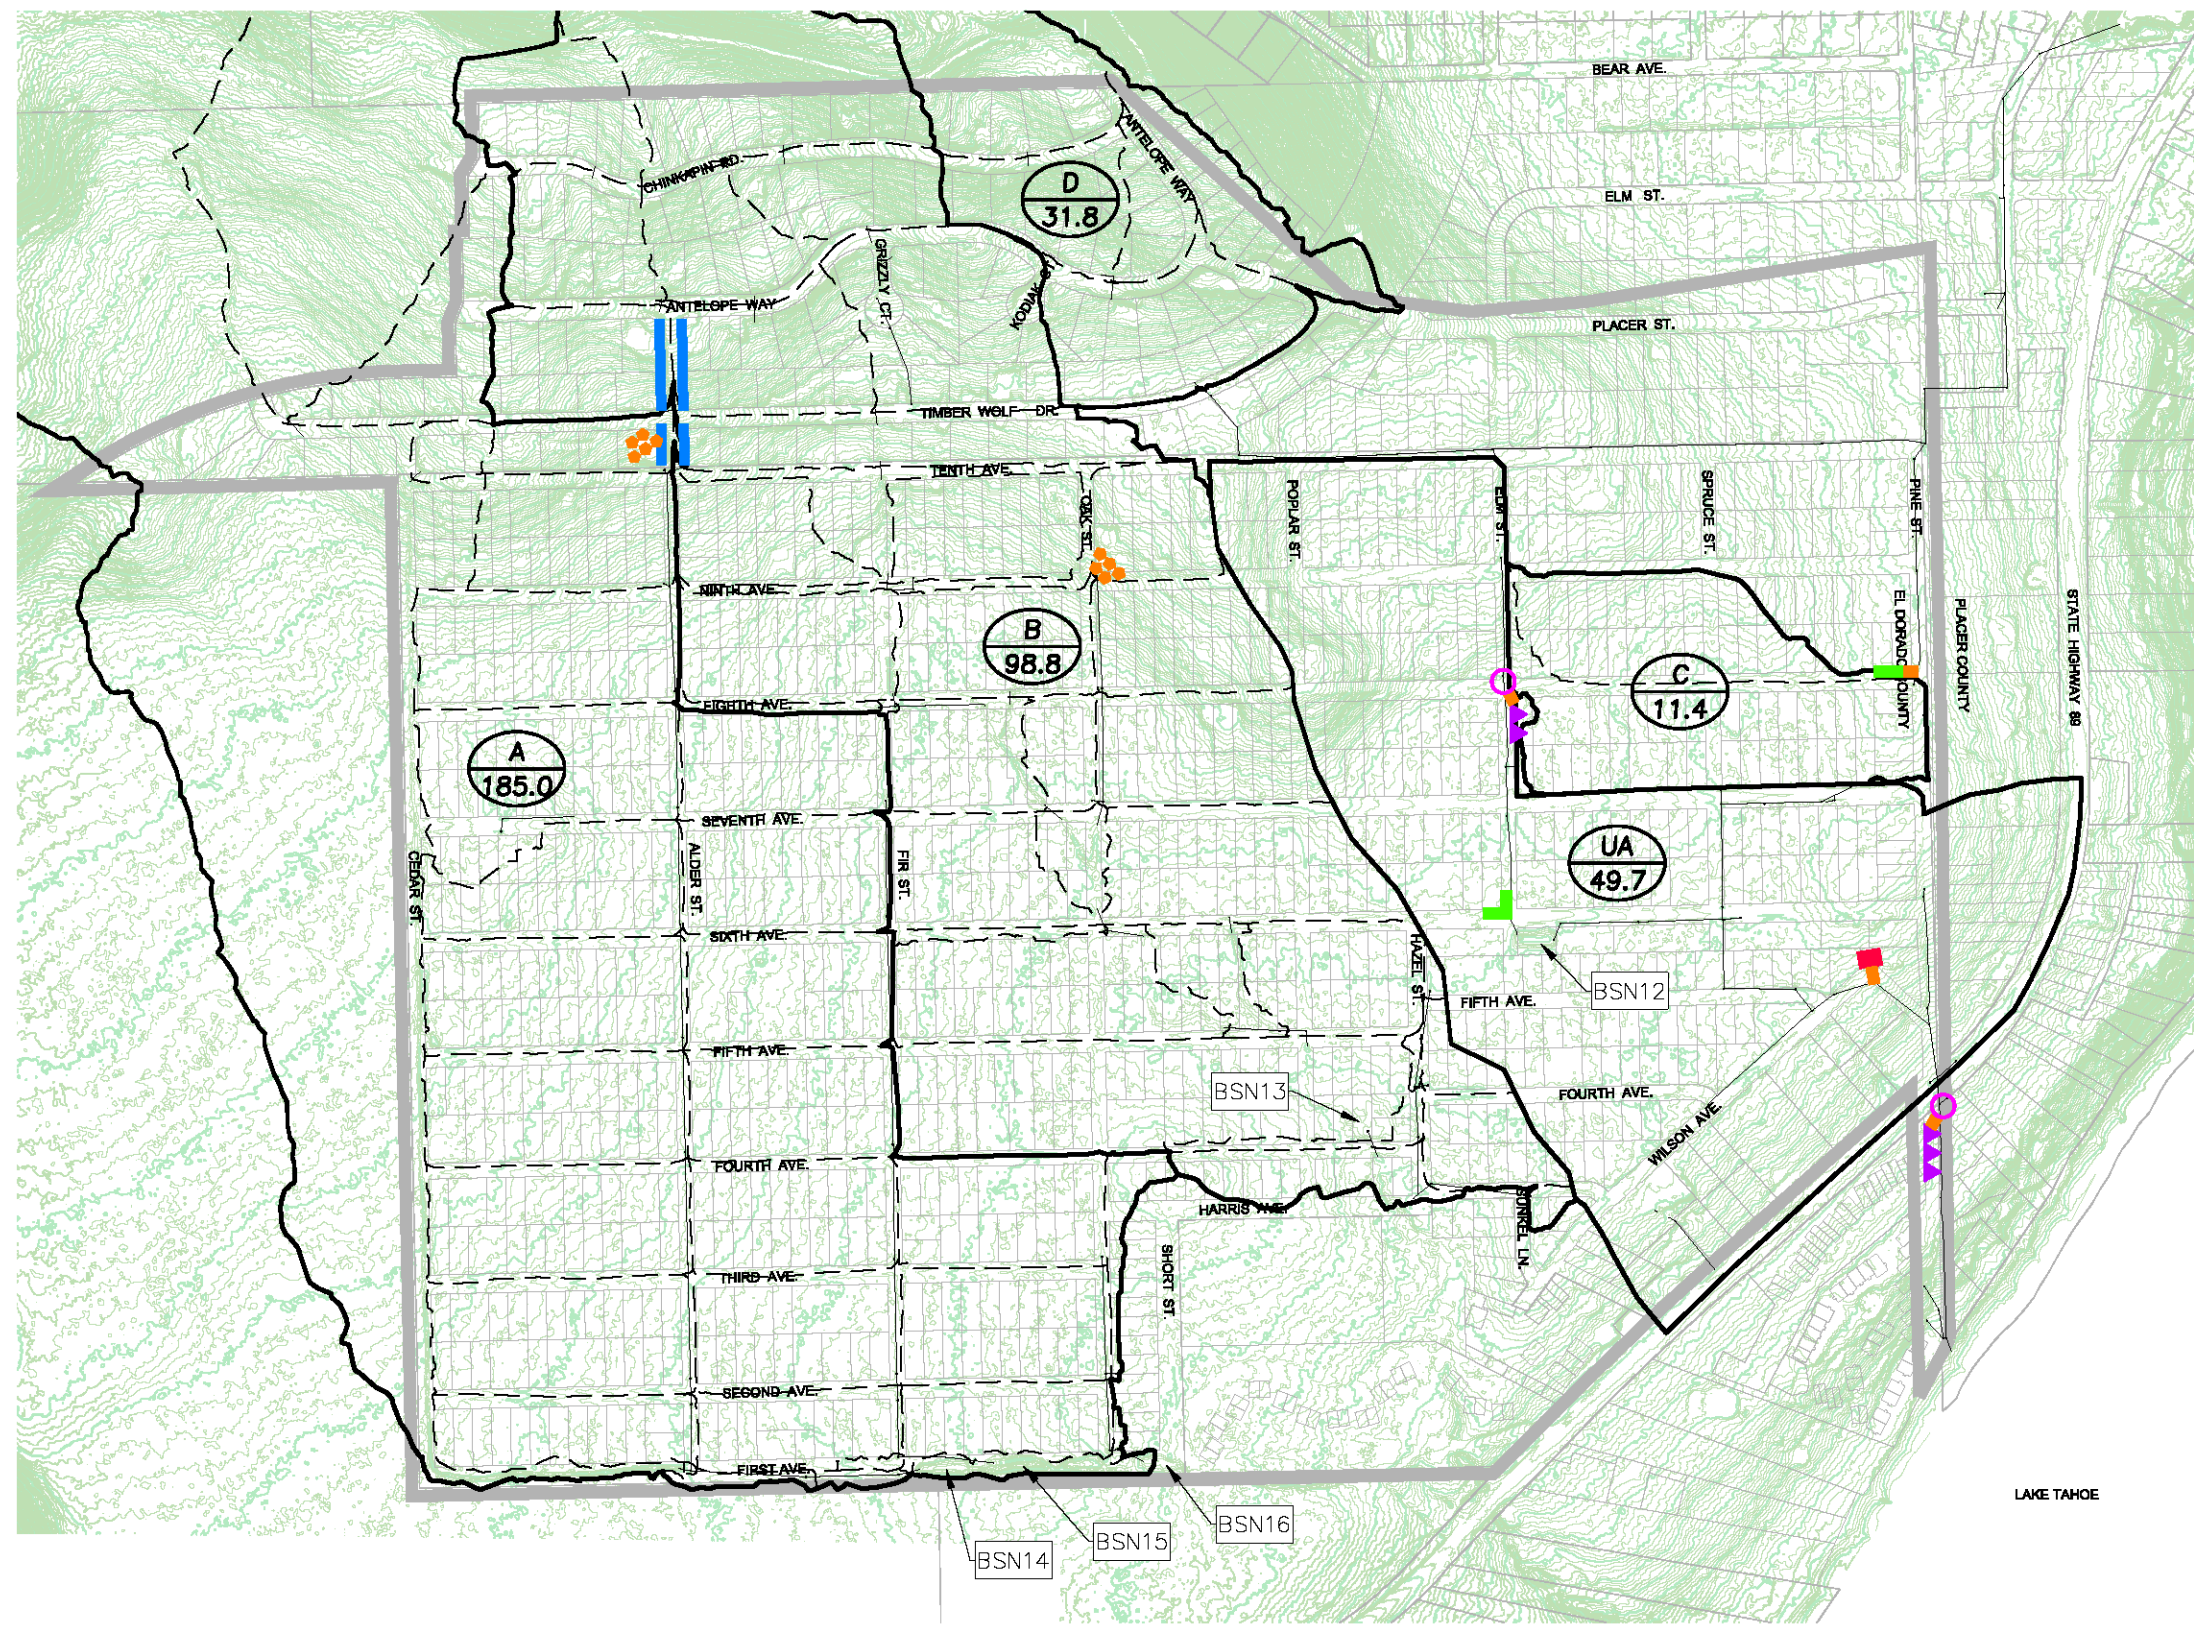 BEAR AVE.
ANTELOPE WAY
CHINKAPIN RD.
D
31.8
ELM ST.
GRIZZLY CT.
KODIAK
ANTELOPE WAY
PLACER ST.
TIMBER WOLF DR.
TENTH AVE.
OAK ST.
POPLAR ST.
ELM ST.
SPRUCE ST.
PINE ST.
NINTH AVE.
B
98.8
EL DORADO COUNTY
PLACER COUNTY
STATE HIGHWAY 89
C
11.4
EIGHTH AVE.
A
185.0
SEVENTH AVE.
UA
49.7
CEDAR ST.
ALDER ST.
FIR ST.
SIXTH AVE.
HAZEL ST.
BSN12
FIFTH AVE.
FIFTH AVE.
BSN13
FOURTH AVE.
WILSON AVE.
FOURTH AVE.
HARRIS AVE.
SUNKEL LN.
SHORT ST.
THIRD AVE.
SECOND AVE.
FIRST AVE.
LAKE TAHOE
BSN16
BSN15
BSN14